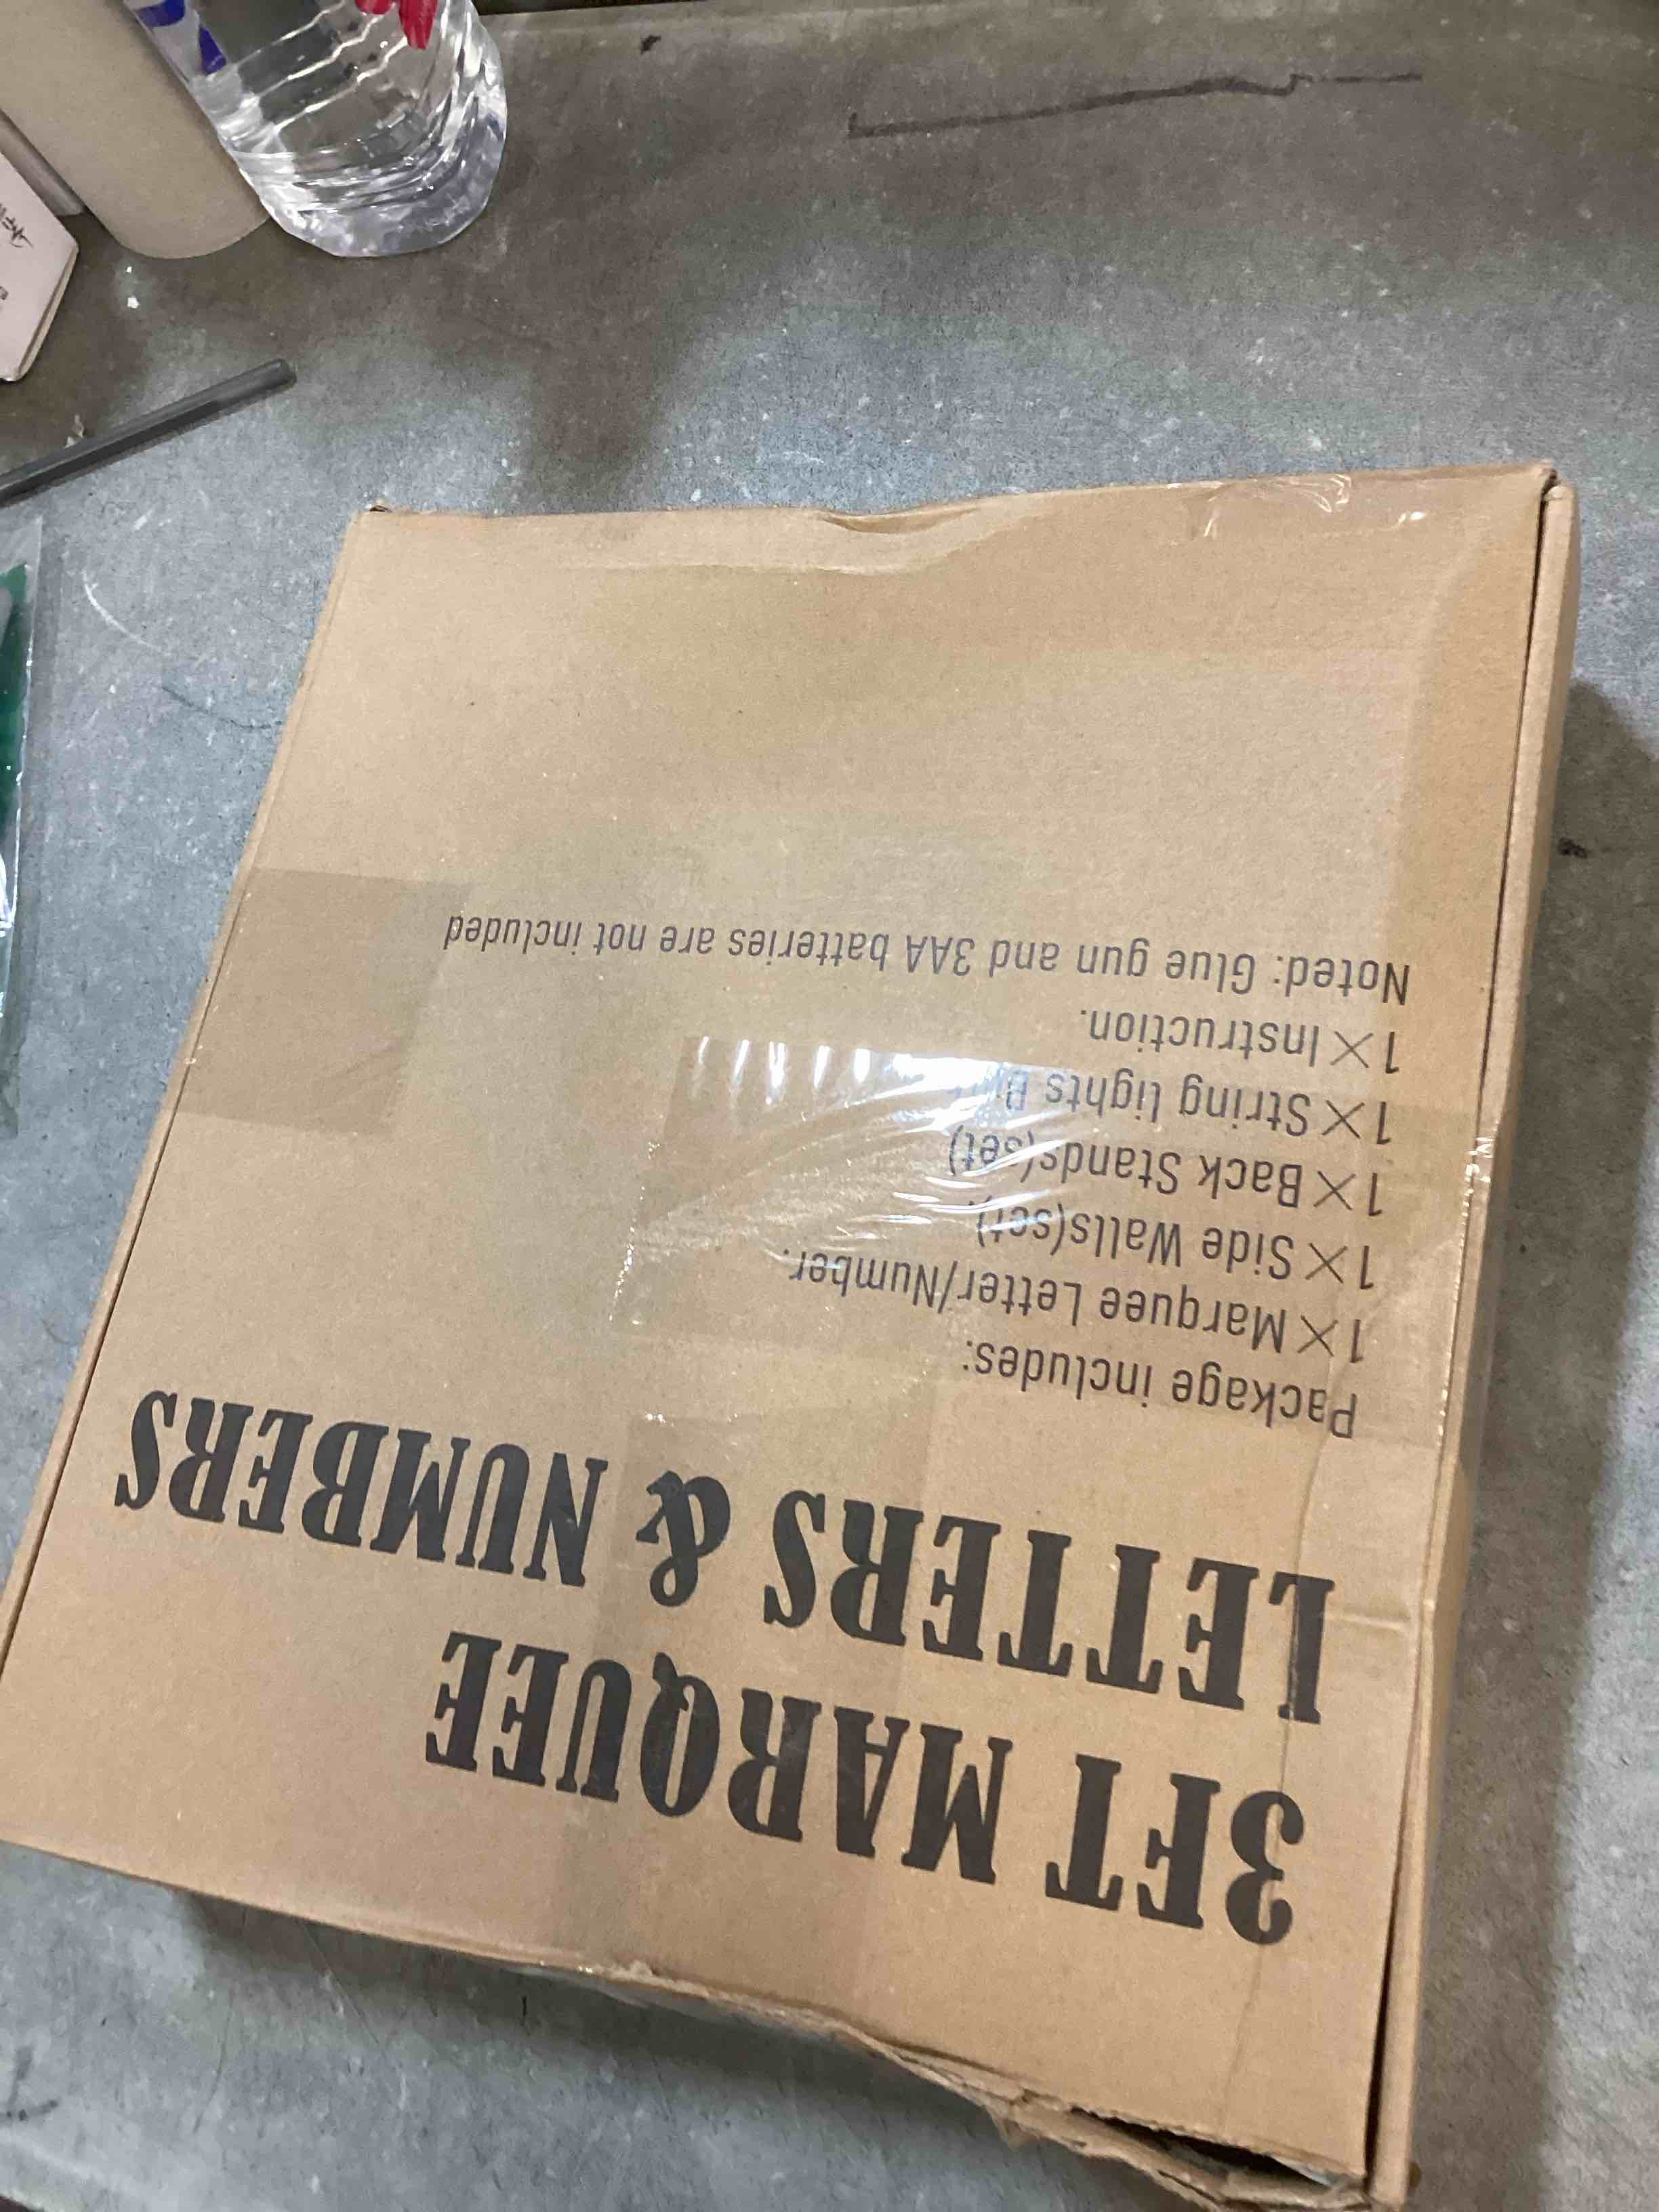 3FT MARQUEE
LETTERS & NUMBERS
Package includes:
1×Marquee Letter/Number.
1×Side Walls(set).
1×Back Stands(set)
1×String lights
1×Instruction.
Noted: Glue gun and 3AA batteries are not included